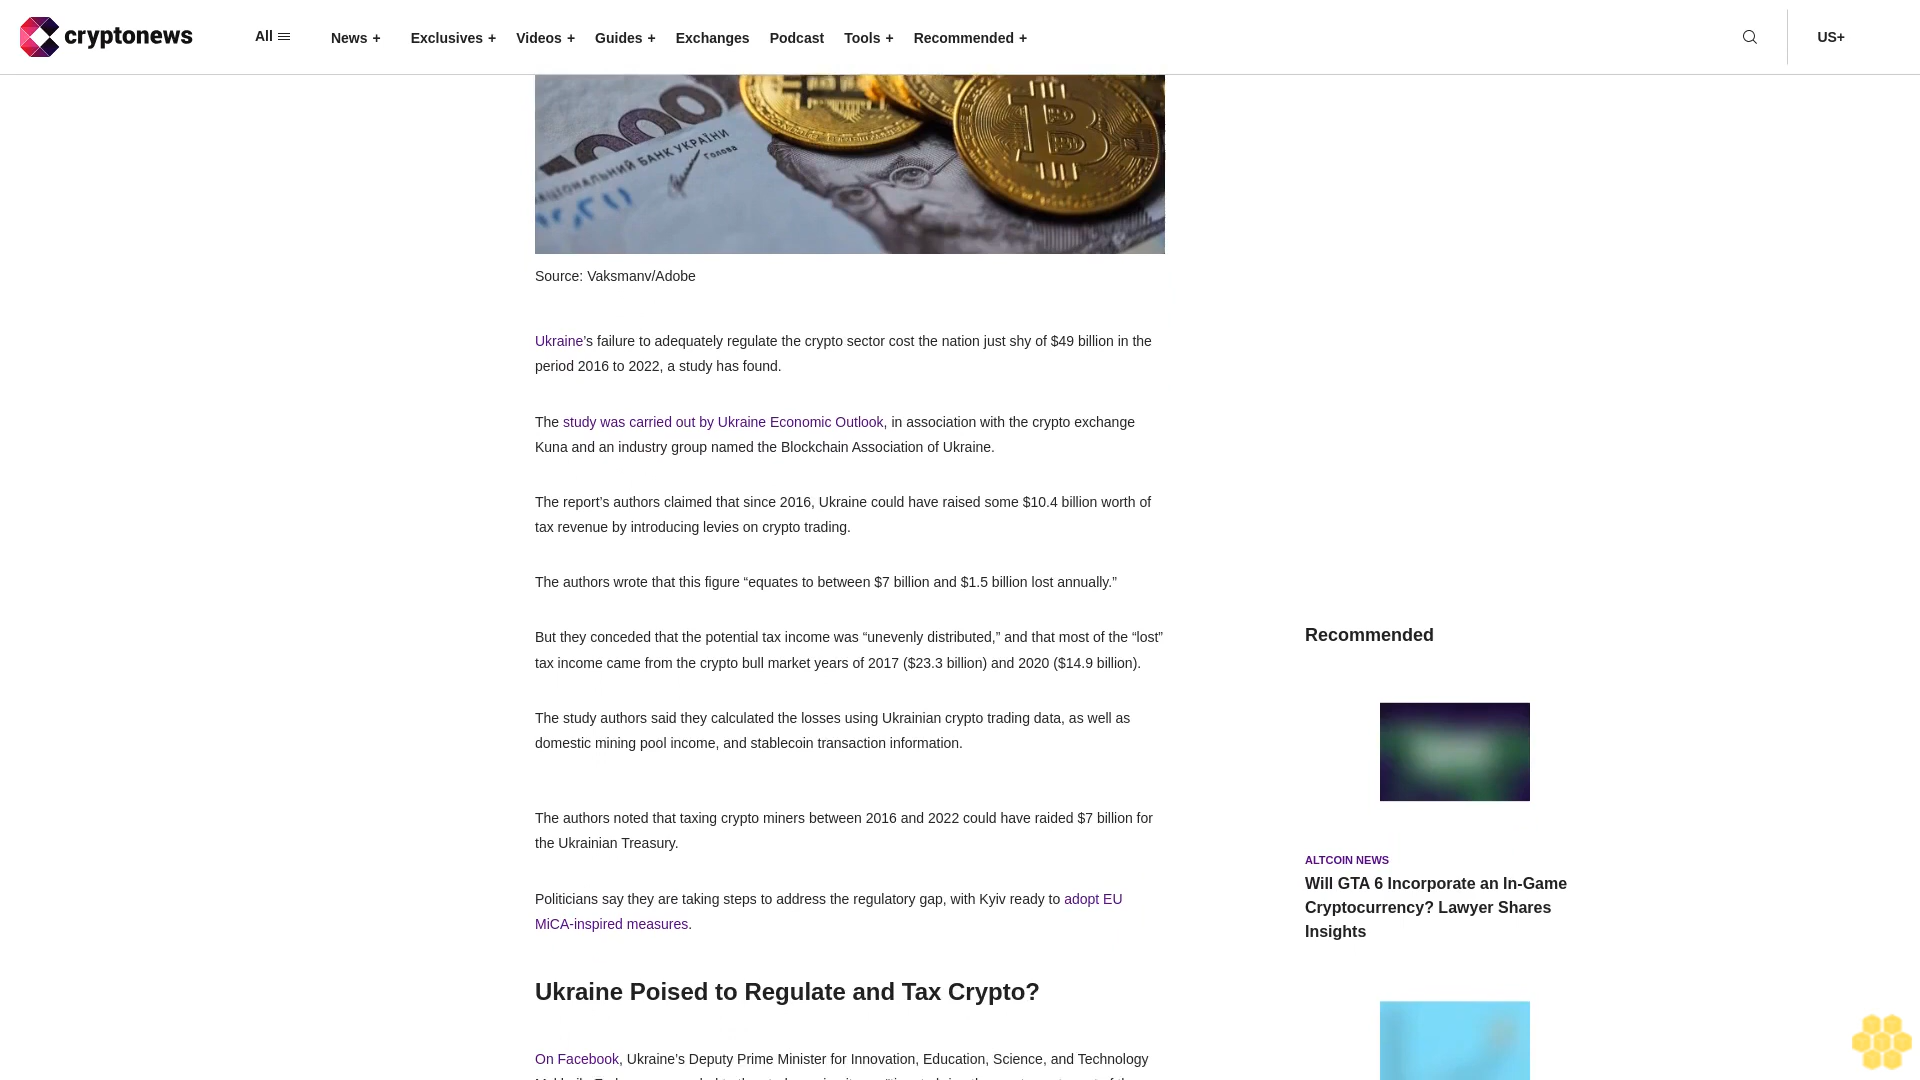 cryptonews
All
News +
Exclusives +
Videos +
Guides +
Exchanges
Podcast
Tools +
Recommended +
US+
1000
НАЦІОНАЛЬНИЙ БАНК УКРАЇНИ
Голова
Source: Vaksmanv/Adobe
Ukraine’s failure to adequately regulate the crypto sector cost the nation just shy of $49 billion in the
period 2016 to 2022, a study has found.
The study was carried out by Ukraine Economic Outlook, in association with the crypto exchange
Kuna and an industry group named the Blockchain Association of Ukraine.
The report’s authors claimed that since 2016, Ukraine could have raised some $10.4 billion worth of
tax revenue by introducing levies on crypto trading.
The authors wrote that this figure “equates to between $7 billion and $1.5 billion lost annually.”
But they conceded that the potential tax income was “unevenly distributed,” and that most of the “lost”
tax income came from the crypto bull market years of 2017 ($23.3 billion) and 2020 ($14.9 billion).
The study authors said they calculated the losses using Ukrainian crypto trading data, as well as
domestic mining pool income, and stablecoin transaction information.
The authors noted that taxing crypto miners between 2016 and 2022 could have raided $7 billion for
the Ukrainian Treasury.
Politicians say they are taking steps to address the regulatory gap, with Kyiv ready to adopt EU
MiCA-inspired measures.
Ukraine Poised to Regulate and Tax Crypto?
On Facebook, Ukraine’s Deputy Prime Minister for Innovation, Education, Science, and Technology
Recommended
ALTCOIN NEWS
Will GTA 6 Incorporate an In-Game
Cryptocurrency? Lawyer Shares
Insights